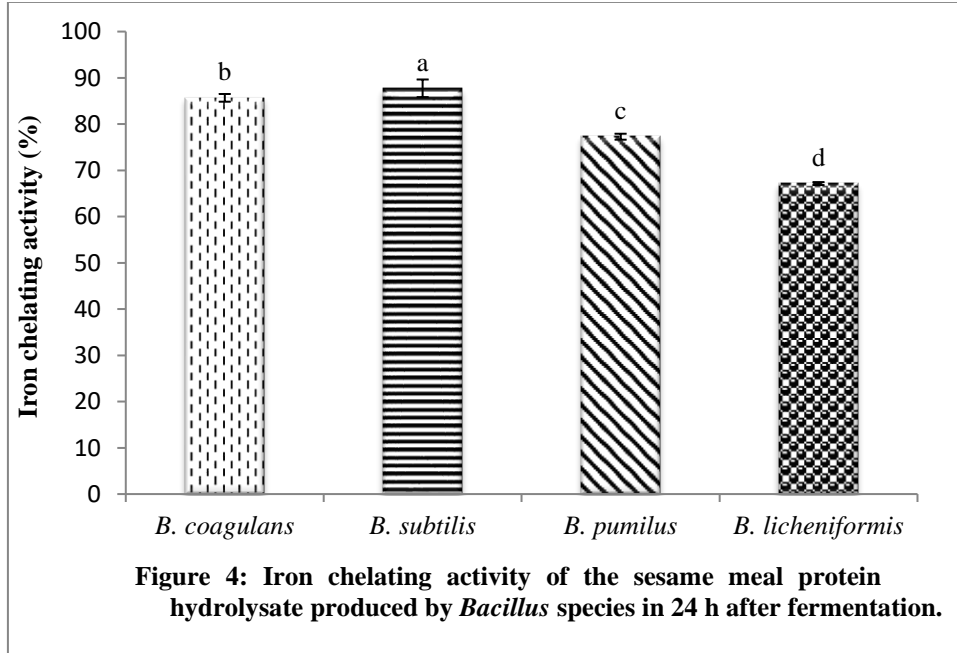 Iron chelating activity (%)
100
90
80
70
60
50
40
30
20
10
0
b
a
c
d
B. coagulans
B. subtilis
B. pumilus
B. licheniformis
Figure 4: Iron chelating activity of the sesame meal protein
hydrolysate produced by Bacillus species in 24 h after fermentation.